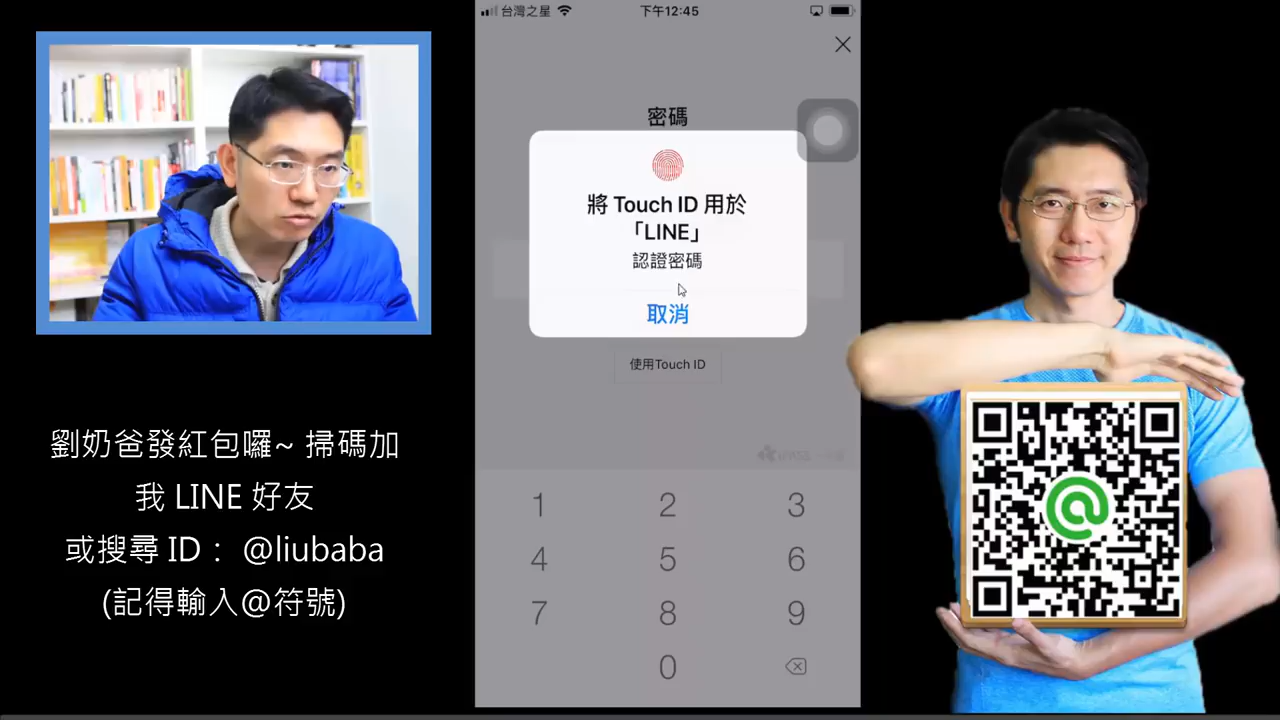 台灣之星
下午12:45
密碼
將 Touch ID 用於
「LINE」
認證密碼
取消
使用Touch ID
1 2 3
4 5 6
7 8 9
0
劉奶爸發紅包囉~ 掃碼加
我 LINE 好友
或搜尋 ID： @liubaba
(記得輸入@符號)
@